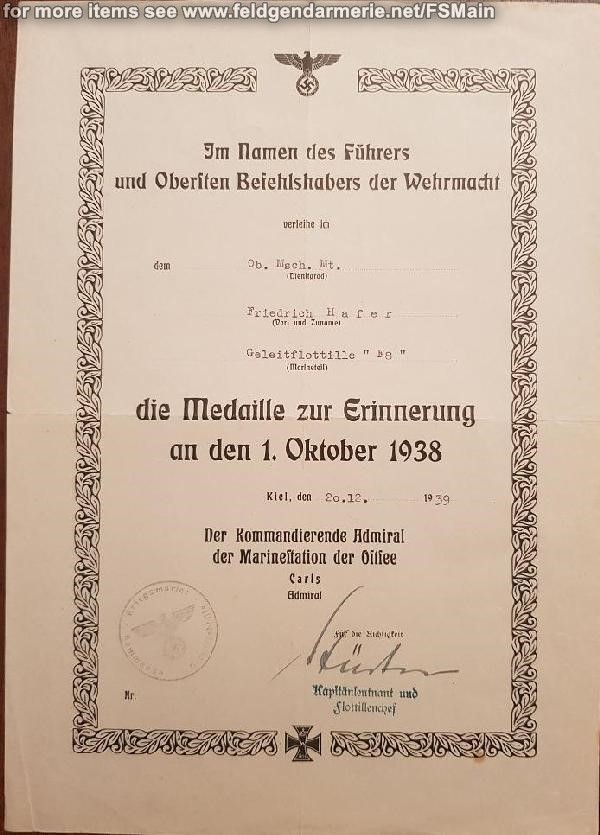 for more items see www.feldgendarmerie.net/FSMain
Im Namen des Führers
und Obersten Befehlshabers der Wehrmacht
verleihe ich
dem Ob. Msch. Mt.
(Dienstgrad)
Friedrich Hafer
(Vor- und Zuname)
Geleitflottille " B8 "
(Marineteil)
die Medaille zur Erinnerung
an den 1. Oktober 1938
Kiel, den 20.12. 1939
Der Kommandierende Admiral
der Marinestation der Ostsee
Carls
Admiral
Für die Richtigkeit
Kapitänleutnant und
Flottillenchef
Kriegsmarine
Nr.